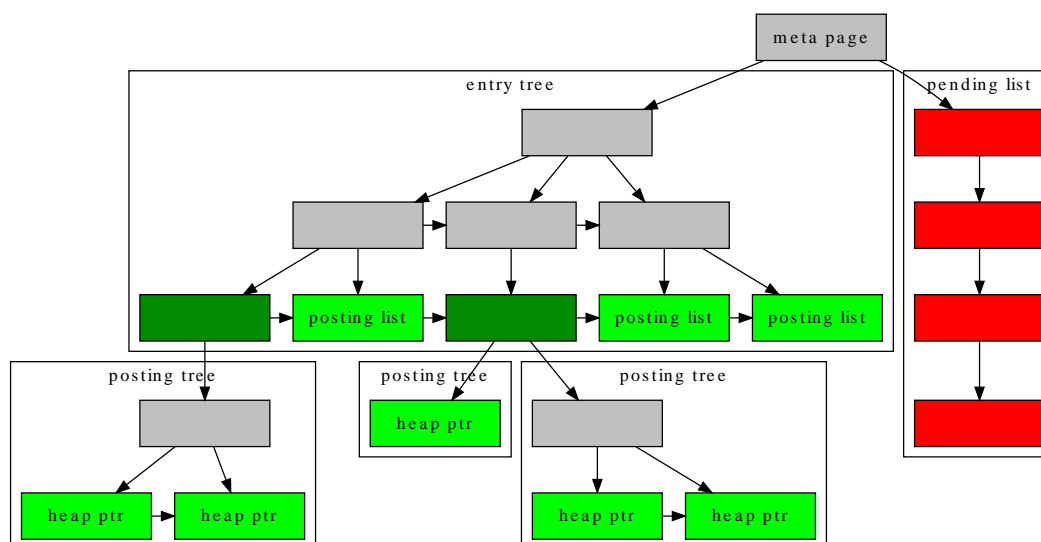 meta page
entry tree
pending list
posting list
posting list
posting list
posting tree
posting tree
posting tree
heap ptr
heap ptr
heap ptr
heap ptr
heap ptr